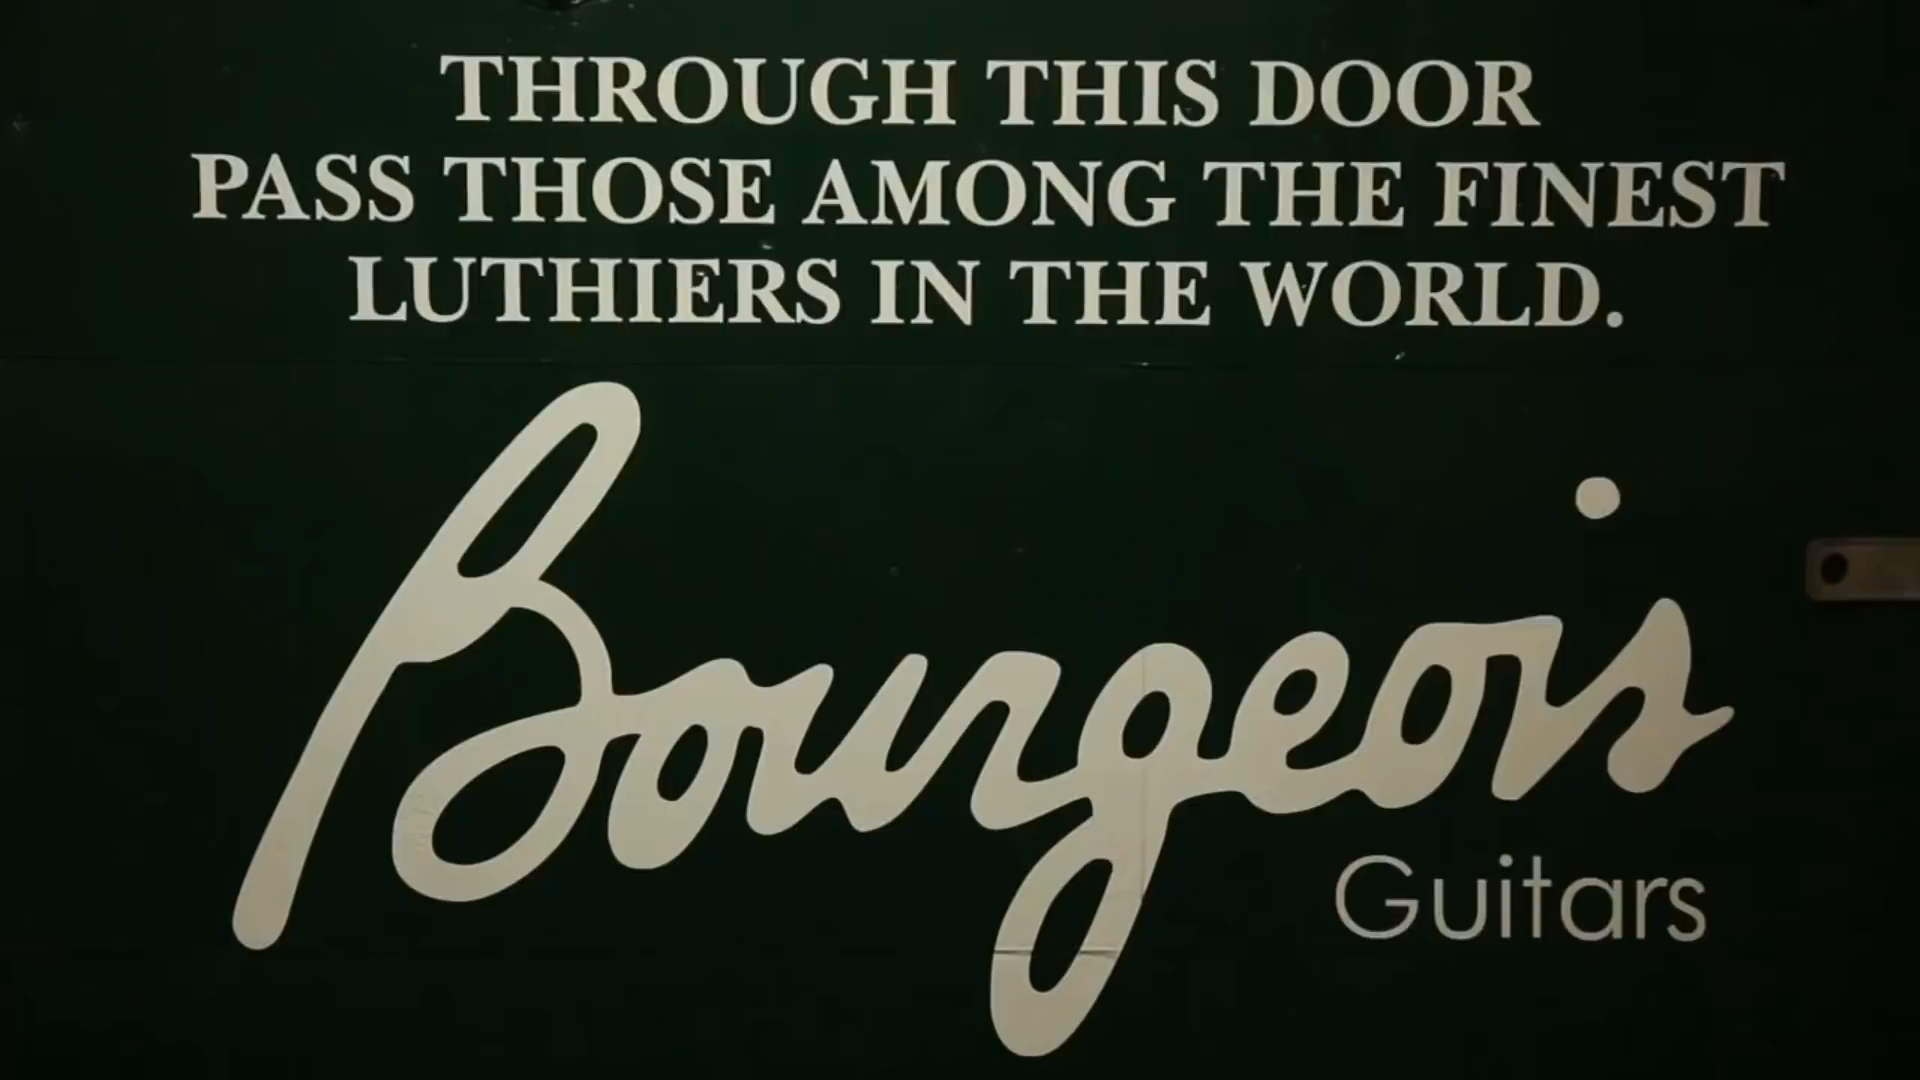 THROUGH THIS DOOR
PASS THOSE AMONG THE FINEST
LUTHIERS IN THE WORLD.
Bourgeois
Guitars